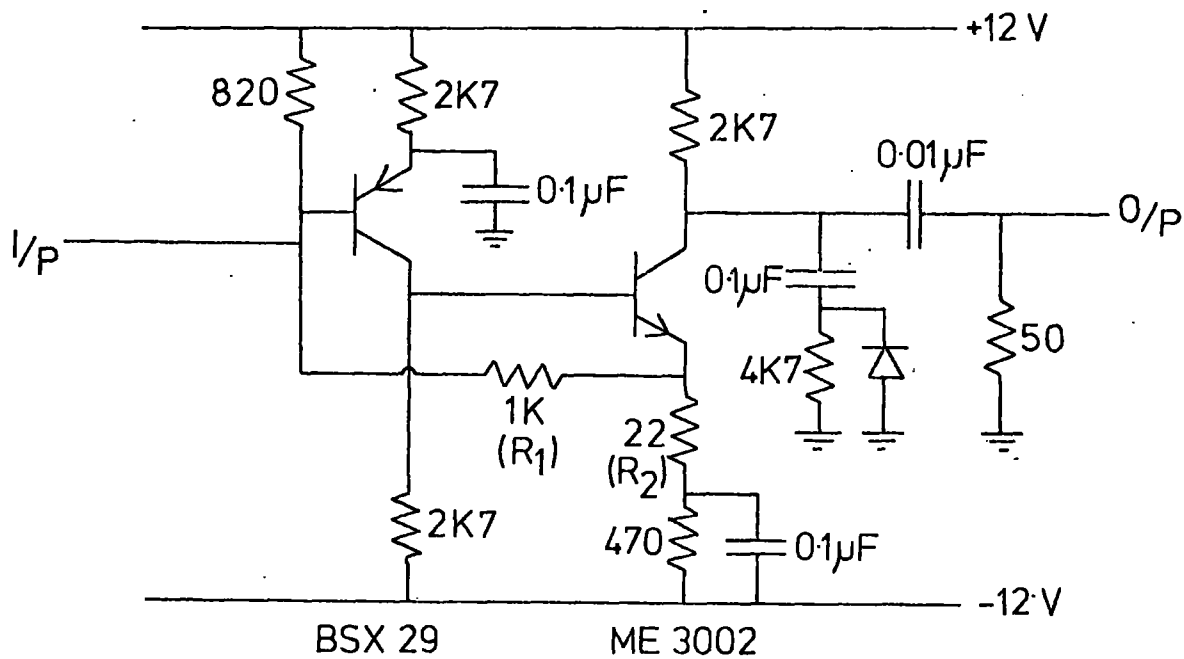 +12 V
820
2K7
2K7
0·01µF
0·1µF
I/P
O/P
0·1µF
50
4K7
1K
(R1)
22
(R2)
2K7
470
0·1µF
-12·V
BSX 29
ME 3002